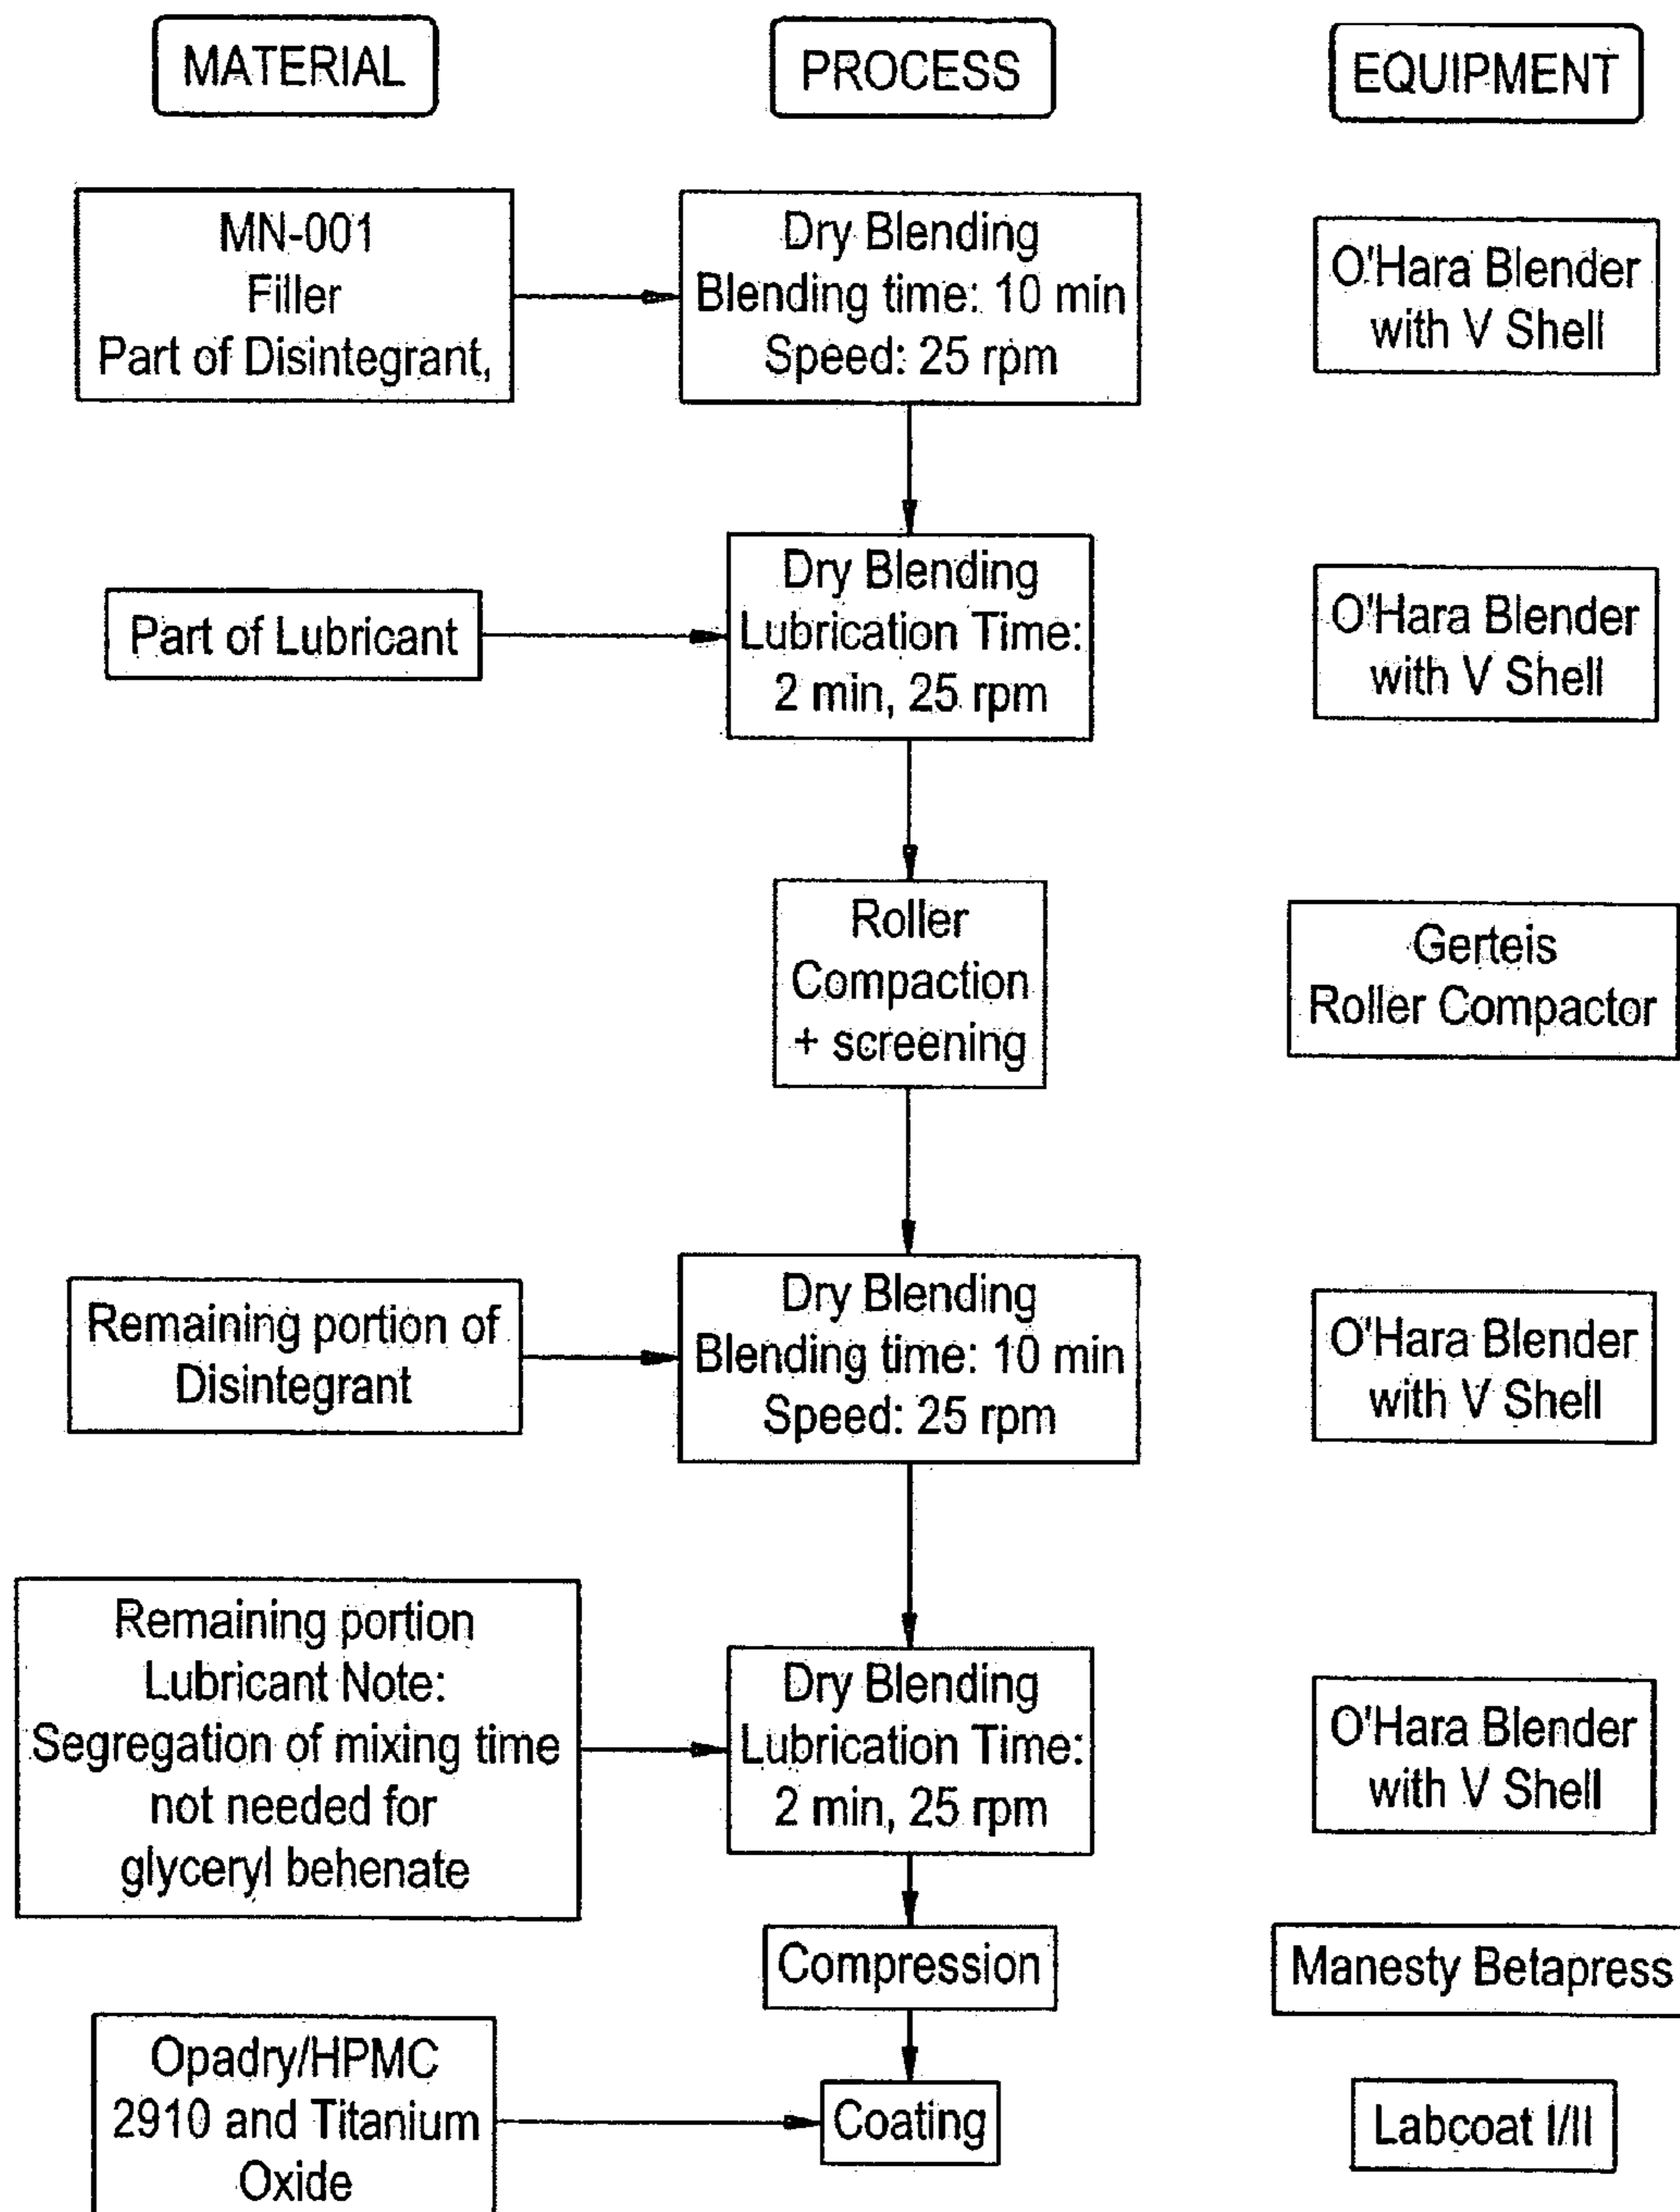 MATERIAL
PROCESS
EQUIPMENT
MN-001
Filler
Part of Disintegrant,
Dry Blending
Blending time: 10 min
Speed: 25 rpm
O'Hara Blender
with V Shell
Part of Lubricant
Dry Blending
Lubrication Time:
2 min, 25 rpm
O'Hara Blender
with V Shell
Roller
Compaction
+ screening
Gerteis
Roller Compactor
Remaining portion of
Disintegrant
Dry Blending
Blending time: 10 min
Speed: 25 rpm
O'Hara Blender
with V Shell
Remaining portion
Lubricant Note:
Segregation of mixing time
not needed for
glyceryl behenate
Dry Blending
Lubrication Time:
2 min, 25 rpm
O'Hara Blender
with V Shell
Compression
Manesty Betapress
Opadry/HPMC
2910 and Titanium
Oxide
Coating
Labcoat I/II